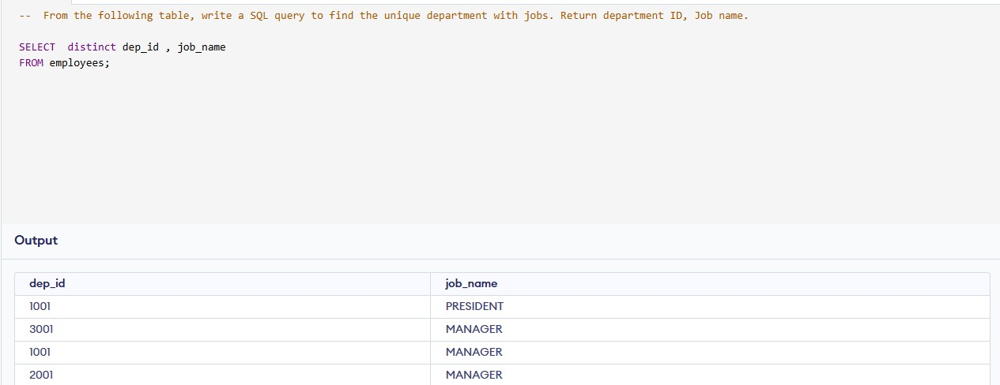 --  From the following table, write a SQL query to find the unique department with jobs. Return department ID, Job name.
SELECT  distinct dep_id , job_name
FROM employees;
Output
dep_id job_name
1001 PRESIDENT
3001 MANAGER
1001 MANAGER
2001 MANAGER